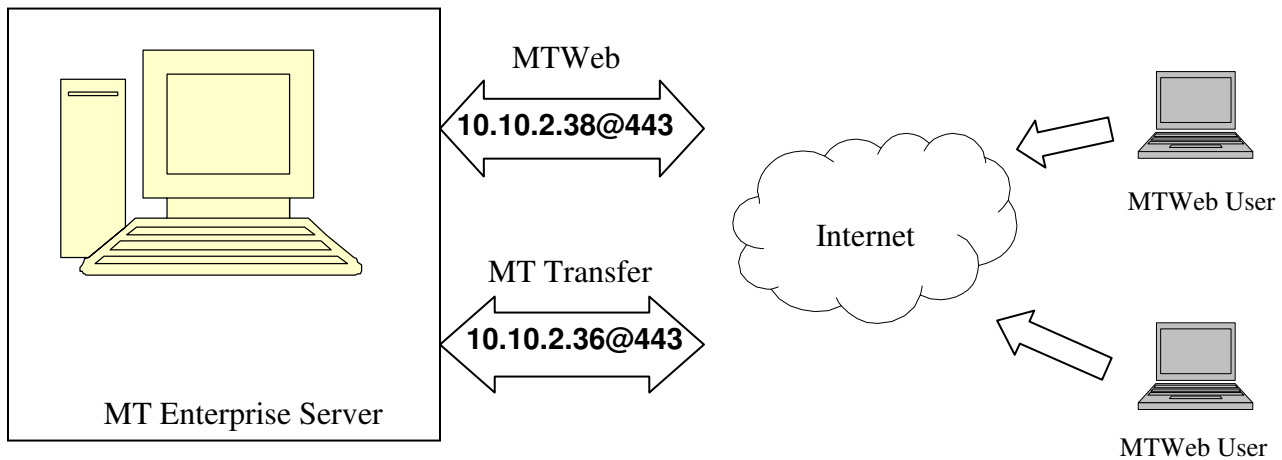 MTWeb
10.10.2.38@443
MTWeb User
Internet
MT Transfer
10.10.2.36@443
MT Enterprise Server
MTWeb User